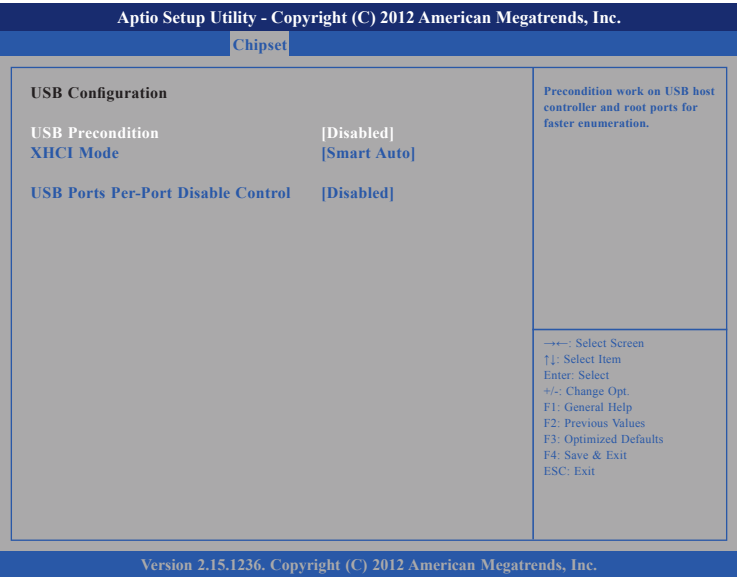 Aptio Setup Utility - Copyright (C) 2012 American Megatrends, Inc.
Chipset
USB Configuration
USB Precondition [Disabled]
XHCI Mode [Smart Auto]
USB Ports Per-Port Disable Control [Disabled]
Precondition work on USB host
controller and root ports for
faster enumeration.
→←: Select Screen
↑↓: Select Item
Enter: Select
+/-: Change Opt.
F1: General Help
F2: Previous Values
F3: Optimized Defaults
F4: Save & Exit
ESC: Exit
Version 2.15.1236. Copyright (C) 2012 American Megatrends, Inc.